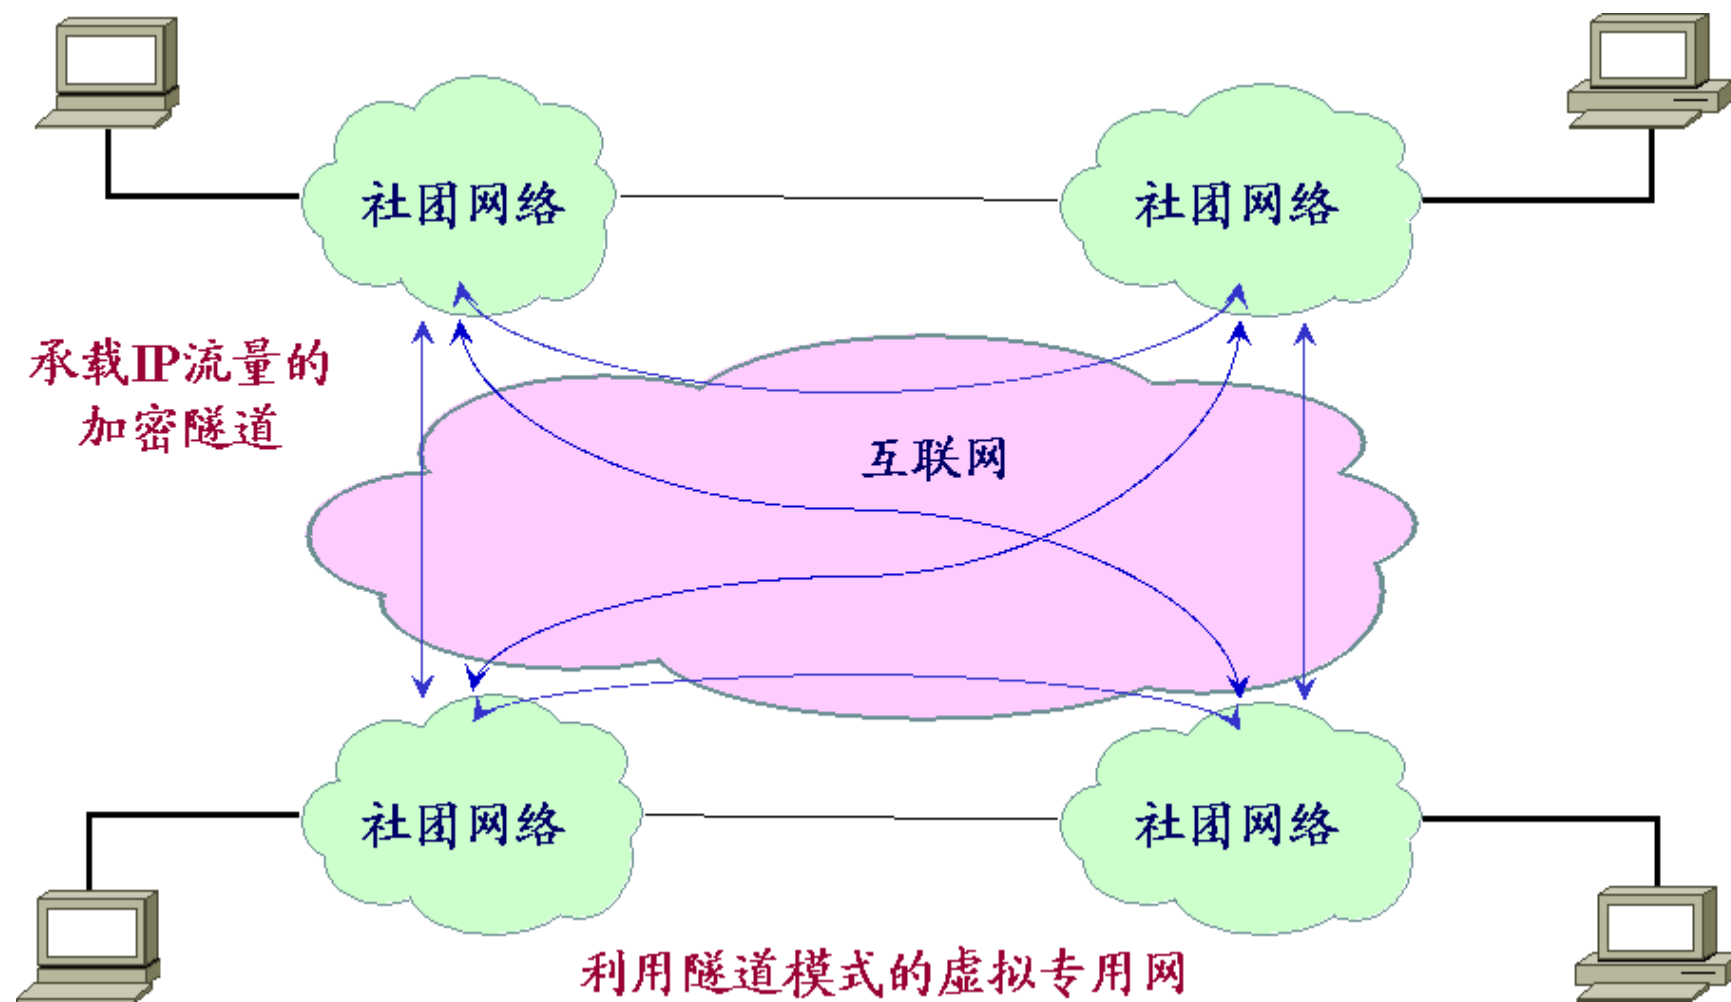 社团网络
社团网络
承载IP流量的
加密隧道
互联网
社团网络
社团网络
利用隧道模式的虚拟专用网